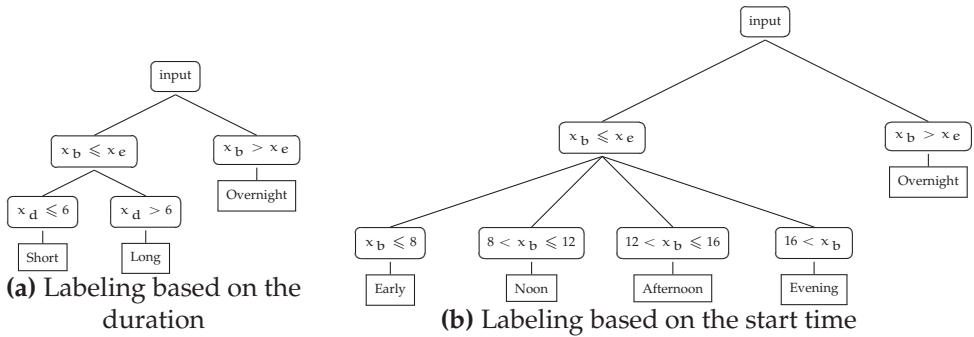 input
x_b ⩽ x_e
x_b > x_e
Overnight
x_d ⩽ 6
x_d > 6
Short
Long
(a) Labeling based on the
duration
input
x_b ⩽ x_e
x_b > x_e
Overnight
x_b ⩽ 8
8 < x_b ⩽ 12
12 < x_b ⩽ 16
16 < x_b
Early
Noon
Afternoon
Evening
(b) Labeling based on the start time